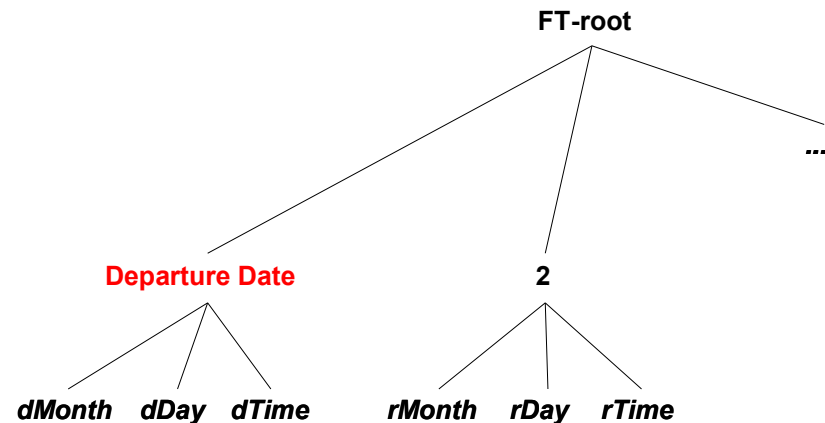 FT-root
...
Departure Date
2
dMonth dDay dTime rMonth rDay rTime